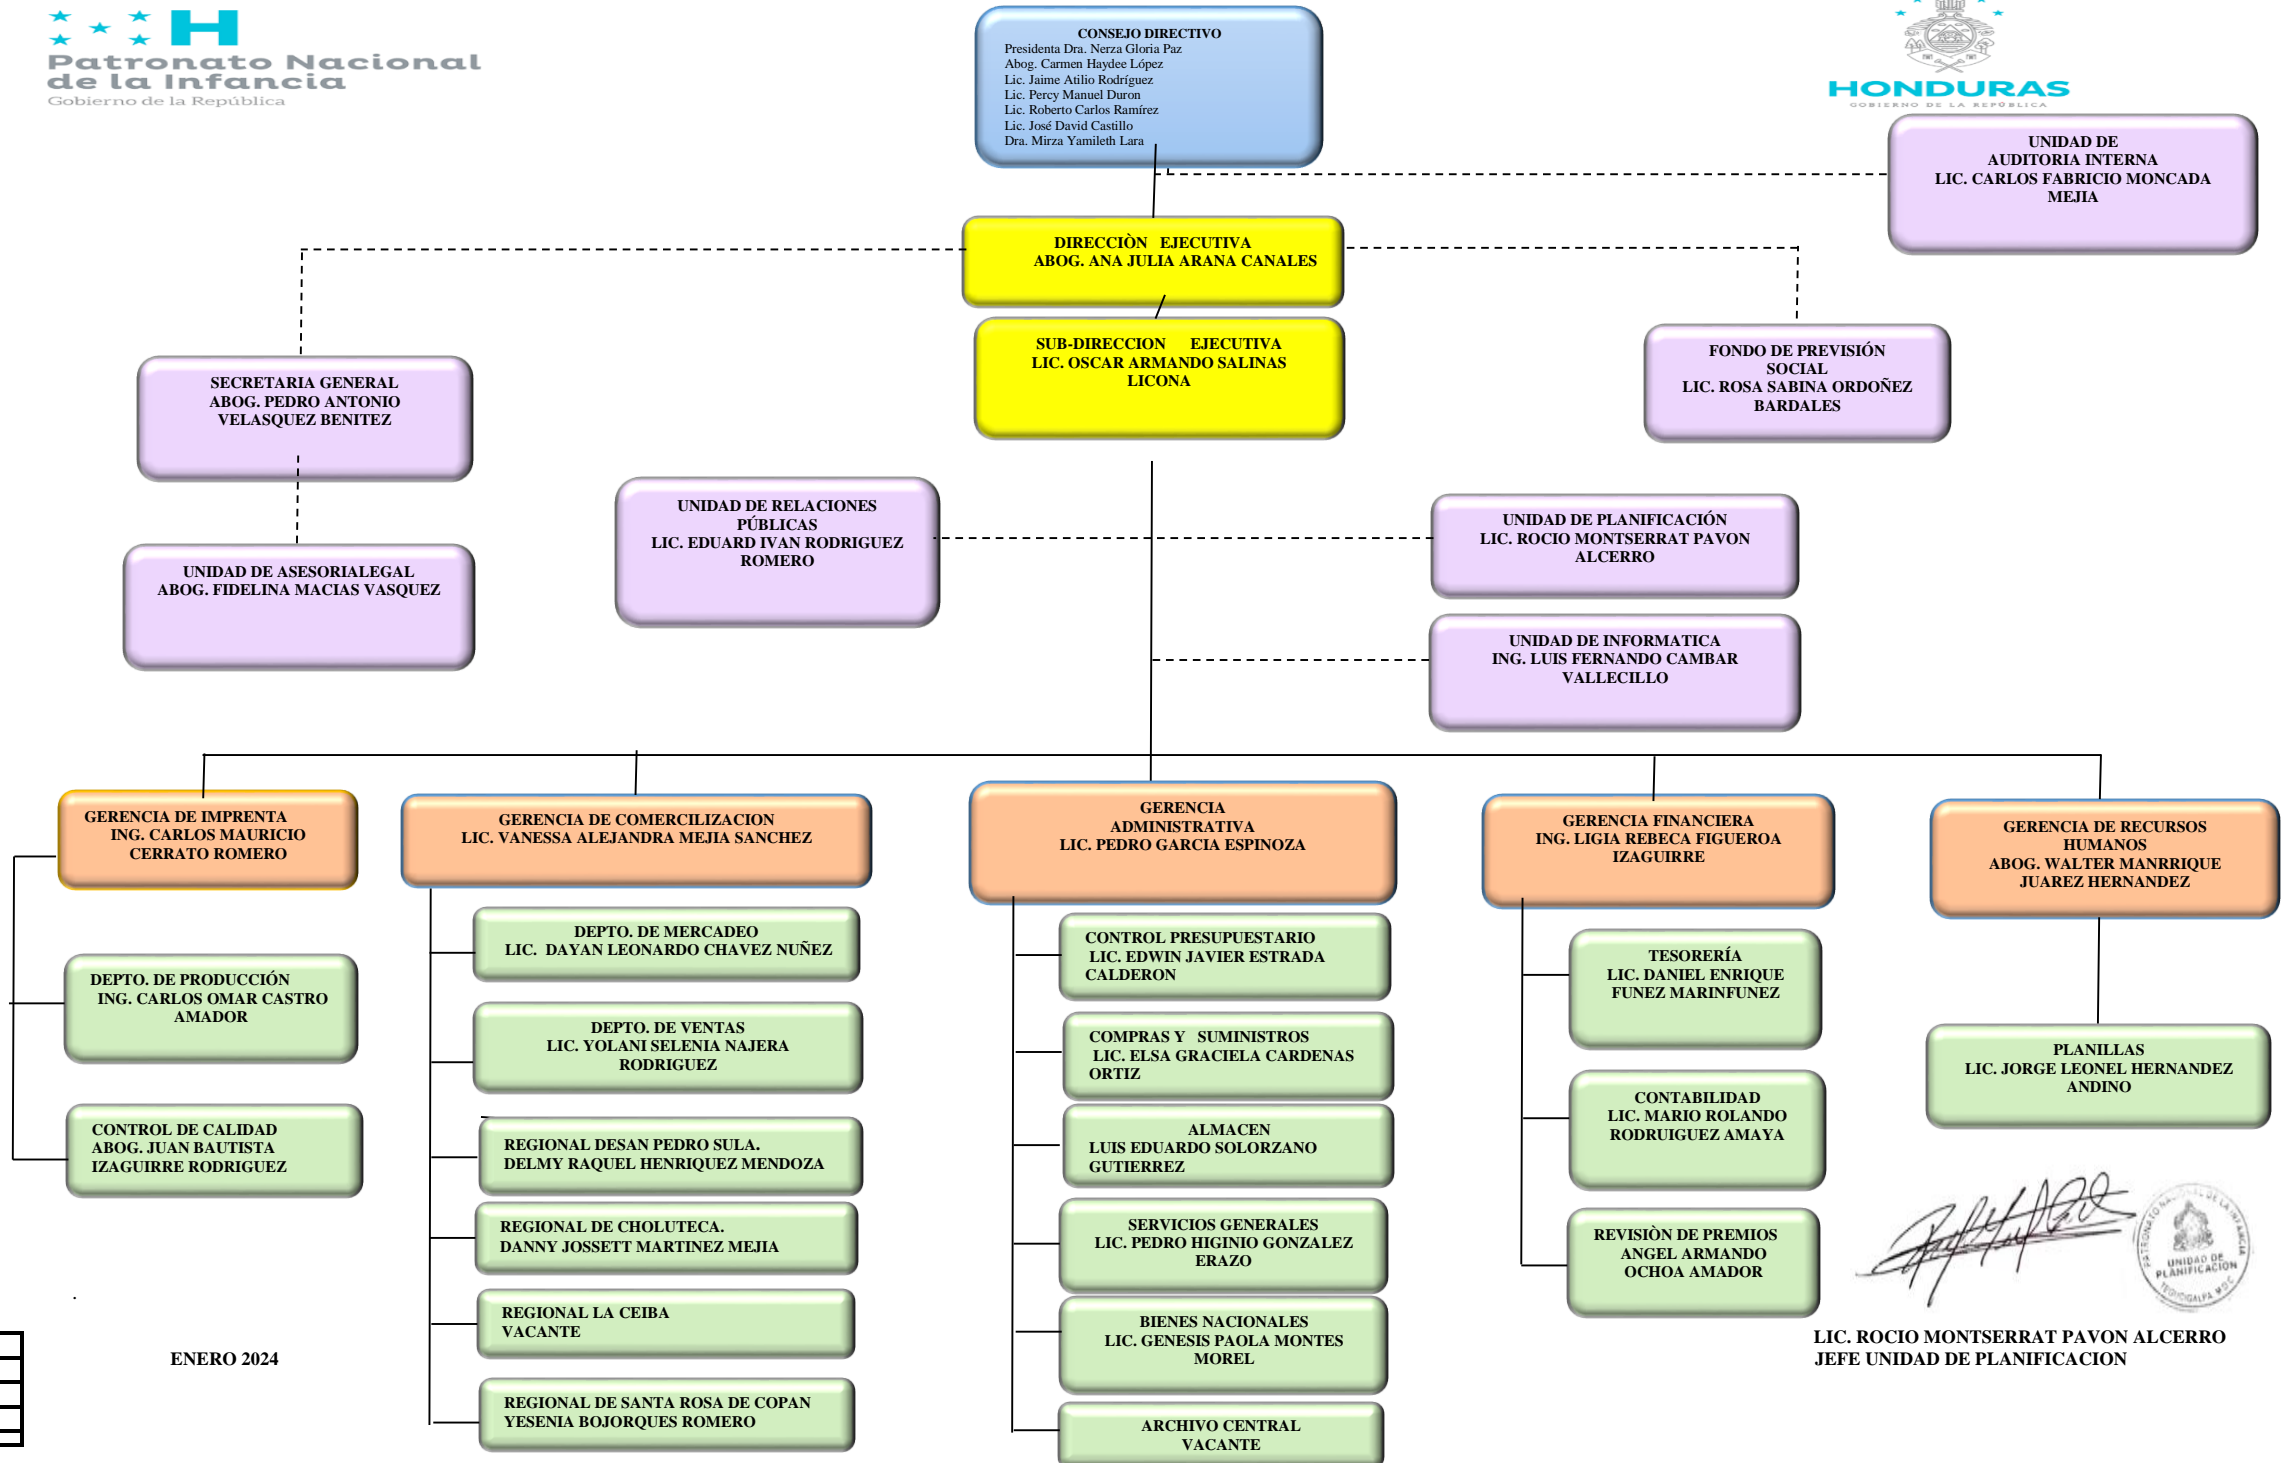 Patronato Nacional
de la Infancia
Gobierno de la República
CONSEJO DIRECTIVO
Presidenta Dra. Nerza Gloria Paz
Abog. Carmen Haydee López
Lic. Jaime Atilio Rodríguez
Lic. Percy Manuel Duron
Lic. Roberto Carlos Ramírez
Lic. José David Castillo
Dra. Mirza Yamileth Lara
HONDURAS
GOBIERNO DE LA REPÚBLICA
UNIDAD DE
AUDITORIA INTERNA
LIC. CARLOS FABRICIO MONCADA
MEJIA
DIRECCIÒN EJECUTIVA
ABOG. ANA JULIA ARANA CANALES
SUB-DIRECCION EJECUTIVA
LIC. OSCAR ARMANDO SALINAS
LICONA
SECRETARIA GENERAL
ABOG. PEDRO ANTONIO
VELASQUEZ BENITEZ
FONDO DE PREVISIÓN
SOCIAL
LIC. ROSA SABINA ORDOÑEZ
BARDALES
UNIDAD DE ASESORIALEGAL
ABOG. FIDELINA MACIAS VASQUEZ
UNIDAD DE RELACIONES
PÚBLICAS
LIC. EDUARD IVAN RODRIGUEZ
ROMERO
UNIDAD DE PLANIFICACIÓN
LIC. ROCIO MONTSERRAT PAVON
ALCERRO
UNIDAD DE INFORMATICA
ING. LUIS FERNANDO CAMBAR
VALLECILLO
GERENCIA DE IMPRENTA
ING. CARLOS MAURICIO
CERRATO ROMERO
DEPTO. DE PRODUCCIÓN
ING. CARLOS OMAR CASTRO
AMADOR
CONTROL DE CALIDAD
ABOG. JUAN BAUTISTA
IZAGUIRRE RODRIGUEZ
GERENCIA DE COMERCILIZACION
LIC. VANESSA ALEJANDRA MEJIA SANCHEZ
DEPTO. DE MERCADEO
LIC. DAYAN LEONARDO CHAVEZ NUÑEZ
DEPTO. DE VENTAS
LIC. YOLANI SELENIA NAJERA
RODRIGUEZ
REGIONAL DESAN PEDRO SULA.
DELMY RAQUEL HENRIQUEZ MENDOZA
REGIONAL DE CHOLUTECA.
DANNY JOSSETT MARTINEZ MEJIA
REGIONAL LA CEIBA
VACANTE
REGIONAL DE SANTA ROSA DE COPAN
YESENIA BOJORQUES ROMERO
GERENCIA
ADMINISTRATIVA
LIC. PEDRO GARCIA ESPINOZA
CONTROL PRESUPUESTARIO
LIC. EDWIN JAVIER ESTRADA
CALDERON
COMPRAS Y SUMINISTROS
LIC. ELSA GRACIELA CARDENAS
ORTIZ
ALMACEN
LUIS EDUARDO SOLORZANO
GUTIERREZ
SERVICIOS GENERALES
LIC. PEDRO HIGINIO GONZALEZ
ERAZO
BIENES NACIONALES
LIC. GENESIS PAOLA MONTES
MOREL
ARCHIVO CENTRAL
VACANTE
GERENCIA FINANCIERA
ING. LIGIA REBECA FIGUEROA
IZAGUIRRE
TESORERÍA
LIC. DANIEL ENRIQUE
FUNEZ MARINFUNEZ
CONTABILIDAD
LIC. MARIO ROLANDO
RODRUIGUEZ AMAYA
REVISIÒN DE PREMIOS
ANGEL ARMANDO
OCHOA AMADOR
GERENCIA DE RECURSOS
HUMANOS
ABOG. WALTER MANRRIQUE
JUAREZ HERNANDEZ
PLANILLAS
LIC. JORGE LEONEL HERNANDEZ
ANDINO
PATRONATO NACIONAL DE LA INFANCIA
UNIDAD DE
PLANIFICACIÓN
TEGUCIGALPA M.D.C
LIC. ROCIO MONTSERRAT PAVON ALCERRO
JEFE UNIDAD DE PLANIFICACION
ENERO 2024